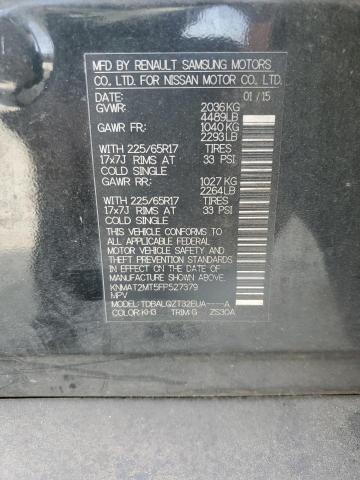 MFD BY RENAULT SAMSUNG MOTORS
CO., LTD. FOR NISSAN MOTOR CO., LTD.
DATE: 01/15
GVWR: 2036KG
4489LB
GAWR FR: 1040KG
2293LB
WITH 225/65R17 TIRES
17x7J RIMS AT 33 PSI
COLD SINGLE
GAWR RR: 1027KG
2264LB
WITH 225/65R17 TIRES
17x7J RIMS AT 33 PSI
COLD SINGLE
THIS VEHICLE CONFORMS TO ALL
APPLICABLE U.S. FEDERAL
MOTOR VEHICLE SAFETY AND
THEFT PREVENTION STANDARDS
IN EFFECT ON THE DATE OF
MANUFACTURE SHOWN ABOVE.
KNMAT2MT5FP527379
MPV
MODEL: TDBALQZT32EUA----A
COLOR: KH3 TRIM: G ZS30A